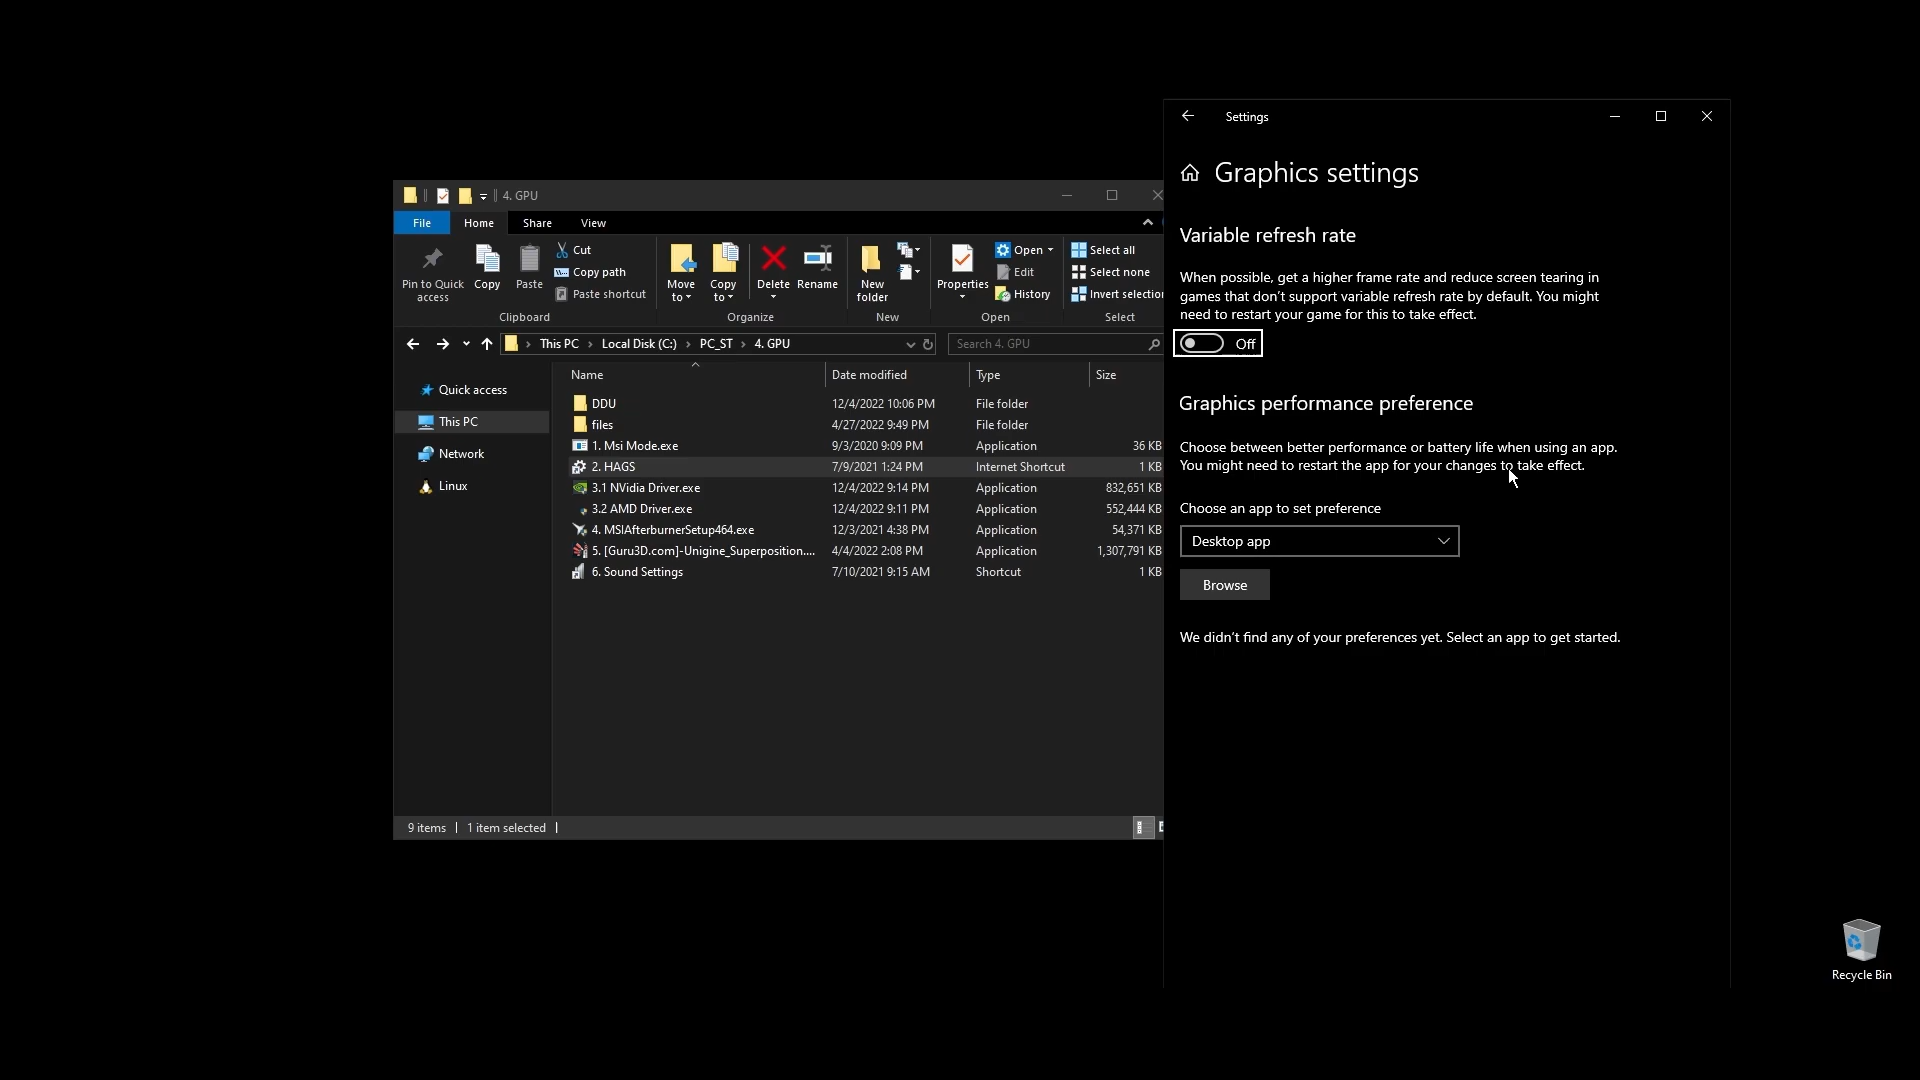 4. GPU
File
Home
Share
View
Pin to Quick
access
Copy
Paste
Cut
Copy path
Paste shortcut
Clipboard
Move
to
Copy
to
Delete
Rename
Organize
New
folder
New
Properties
Open
Edit
History
Open
Select all
Select none
Invert selection
Select
This PC
Local Disk (C:)
PC_ST
4. GPU
Search 4. GPU
Quick access
This PC
Network
Linux
Name Date modified Type Size
DDU 12/4/2022 10:06 PM File folder
files 4/27/2022 9:49 PM File folder
1. Msi Mode.exe 9/3/2020 9:09 PM Application 36 KB
2. HAGS 7/9/2021 1:24 PM Internet Shortcut 1 KB
3.1 NVidia Driver.exe 12/4/2022 9:14 PM Application 832,651 KB
3.2 AMD Driver.exe 12/4/2022 9:11 PM Application 552,444 KB
4. MSIAfterburnerSetup464.exe 12/3/2021 4:38 PM Application 54,371 KB
5. [Guru3D.com]-Unigine_Superposition.... 4/4/2022 2:08 PM Application 1,307,791 KB
6. Sound Settings 7/10/2021 9:15 AM Shortcut 1 KB
9 items
1 item selected
Settings
Graphics settings
Variable refresh rate
When possible, get a higher frame rate and reduce screen tearing in
games that don't support variable refresh rate by default. You might
need to restart your game for this to take effect.
Off
Graphics performance preference
Choose between better performance or battery life when using an app.
You might need to restart the app for your changes to take effect.
Choose an app to set preference
Desktop app
Browse
We didn't find any of your preferences yet. Select an app to get started.
Recycle Bin